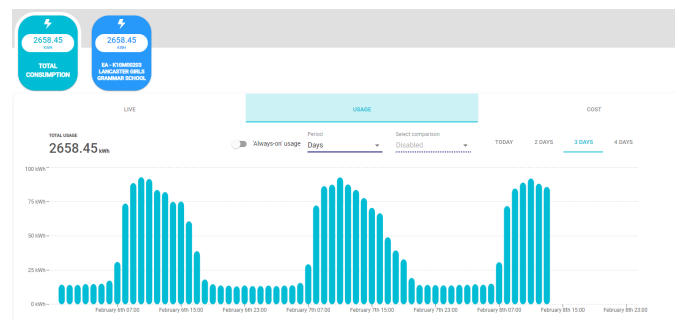 2658.45
kWh
TOTAL
CONSUMPTION
2658.45
kWh
EA - K10M00203
LANCASTER GIRLS
GRAMMAR SCHOOL
LIVE
USAGE
COST
TOTAL USAGE
2658.45 kWh
'Always-on' usage
Period
Days
Select comparison
Disabled
TODAY
2 DAYS
3 DAYS
4 DAYS
100 kWh
75 kWh
50 kWh
25 kWh
0 kWh
February 6th 07:00
February 6th 15:00
February 6th 23:00
February 7th 07:00
February 7th 15:00
February 7th 23:00
February 8th 07:00
February 8th 15:00
February 8th 23:00